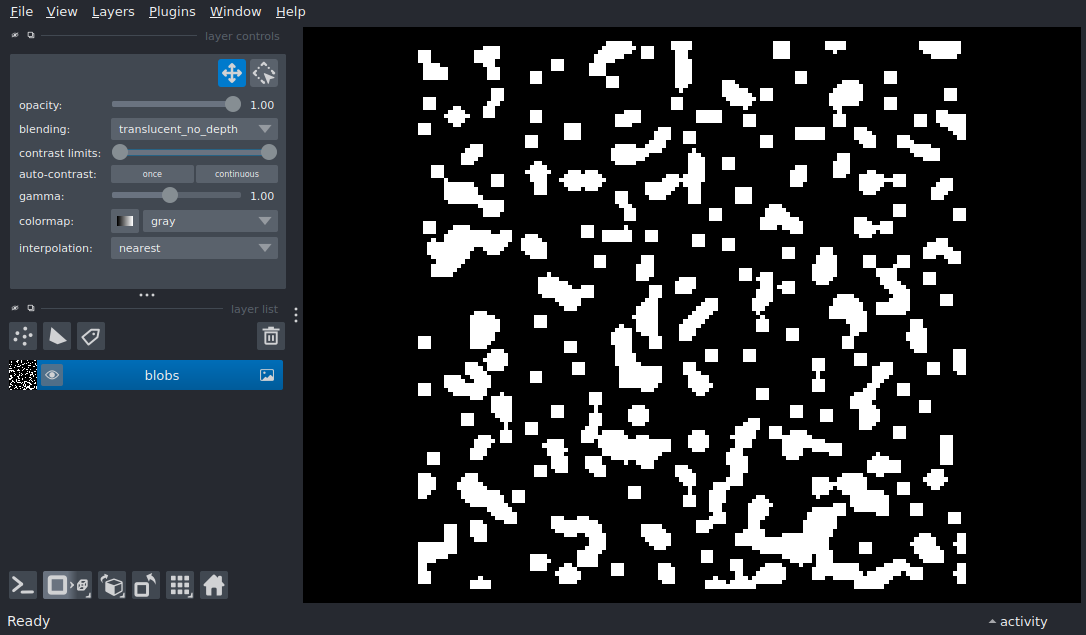 File View Layers Plugins Window Help
layer controls
opacity: 1.00
blending: translucent_no_depth
contrast limits:
auto-contrast: once continuous
gamma: 1.00
colormap: gray
interpolation: nearest
layer list
blobs
Ready activity